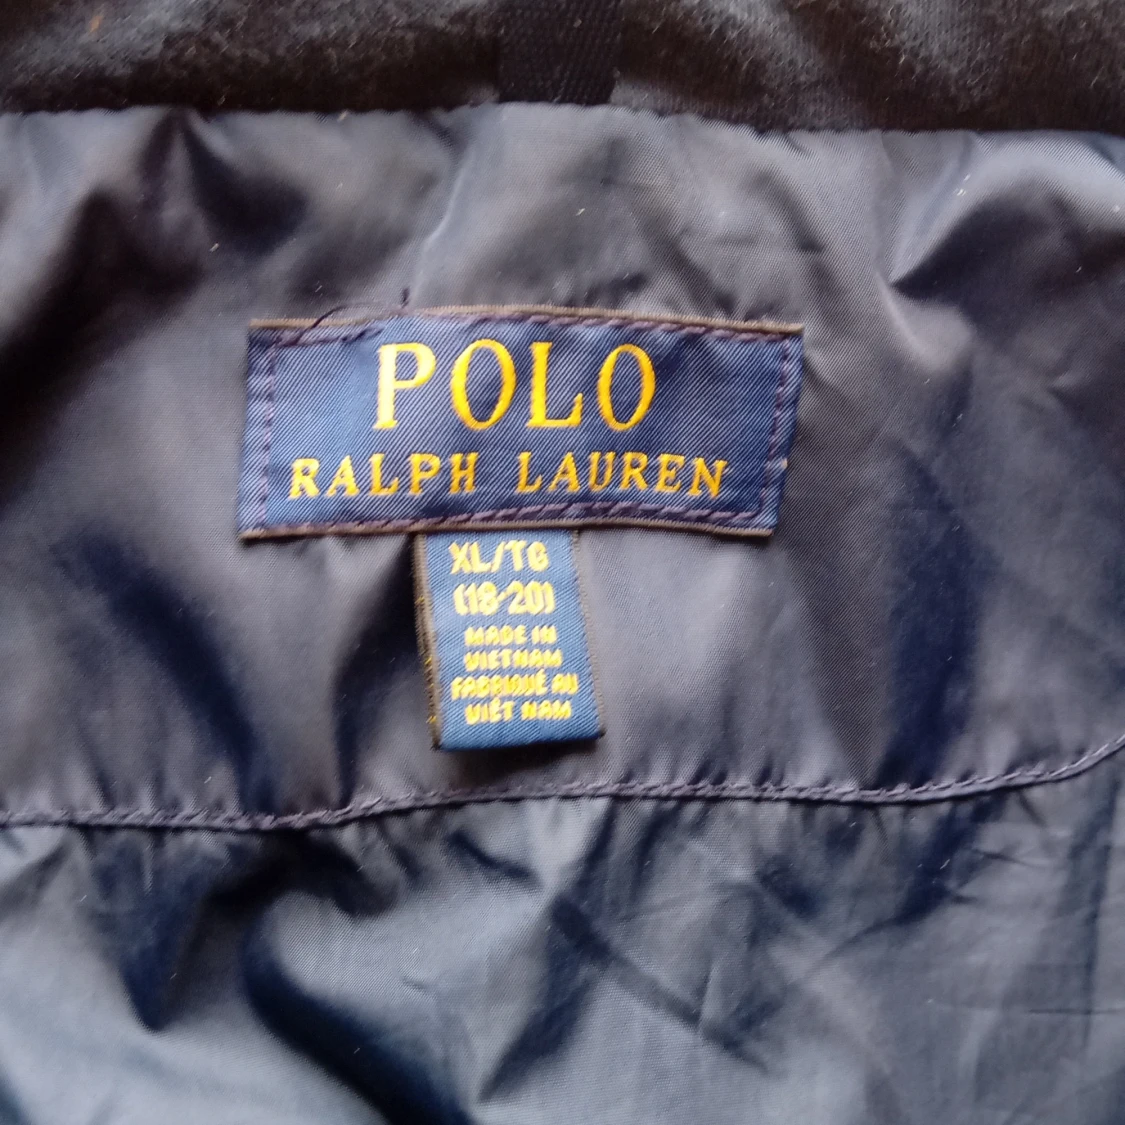 POLO
RALPH LAUREN
XL/TG
(18-20)
MADE IN
VIETNAM
FABRIQUÉ AU
VIÊT NAM